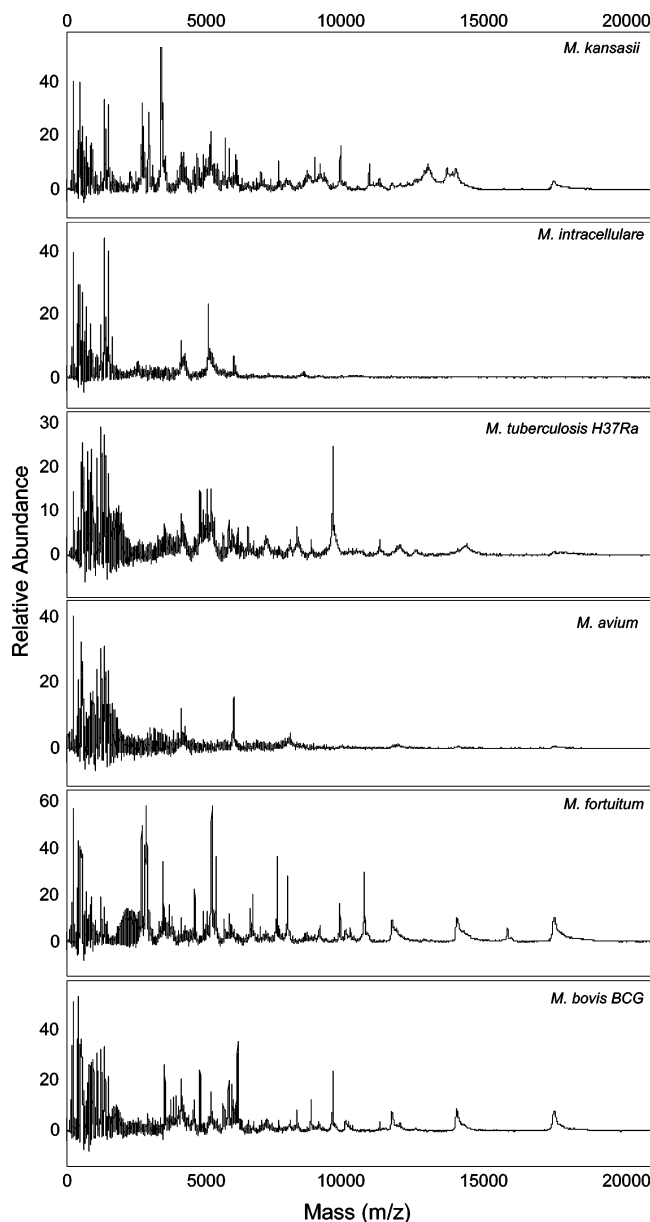 0 5000 10000 15000 20000
M. kansasii
40
20
0
M. intracellulare
40
20
0
M. tuberculosis H37Ra
30
20
10
0
Relative Abundance
M. avium
40
20
0
M. fortuitum
60
40
20
0
M. bovis BCG
40
20
0
0 5000 10000 15000 20000
Mass (m/z)